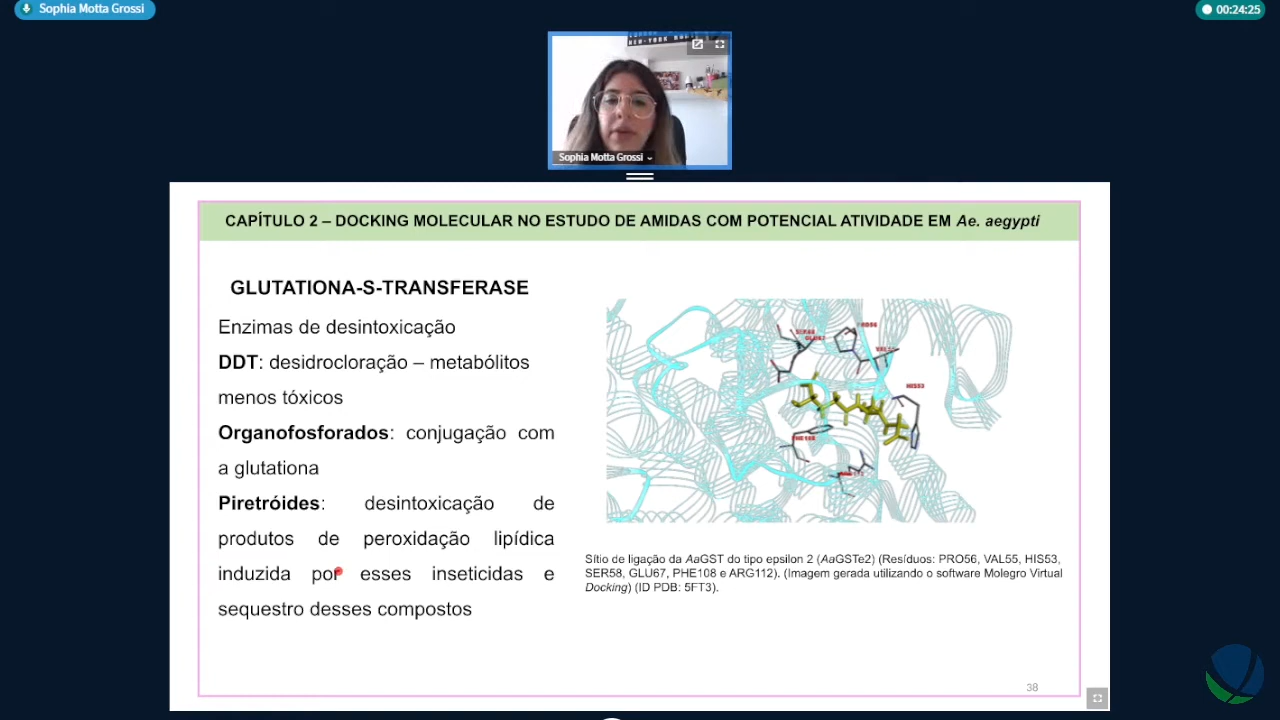 Sophia Motta Grossi
00:24:25
Sophia Motta Grossi
CAPÍTULO 2 – DOCKING MOLECULAR NO ESTUDO DE AMIDAS COM POTENCIAL ATIVIDADE EM Ae. aegypti
GLUTATIONA-S-TRANSFERASE
Enzimas de desintoxicação
DDT: desidrocloração – metabólitos
menos tóxicos
Organofosforados: conjugação com
a glutationa
Piretróides: desintoxicação de
produtos de peroxidação lipídica
induzida por esses inseticidas e
sequestro desses compostos
GLU67
HIS53
Sítio de ligação da AaGST do tipo epsilon 2 (AaGSTe2) (Resíduos: PRO56, VAL55, HIS53,
SER58, GLU67, PHE108 e ARG112). (Imagem gerada utilizando o software Molegro Virtual
Docking) (ID PDB: 5FT3).
38